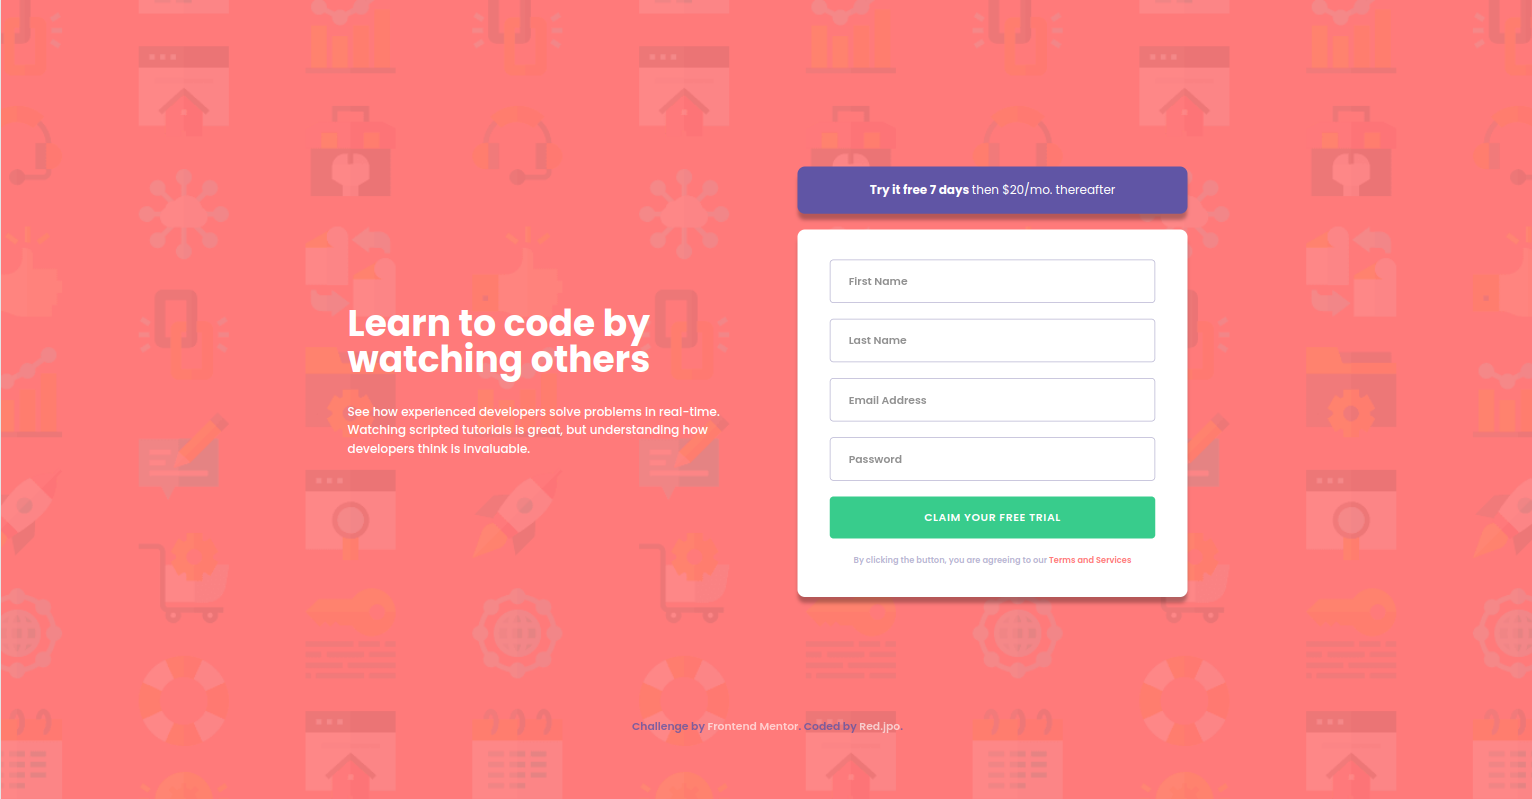 Learn to code by
watching others
See how experienced developers solve problems in real-time.
Watching scripted tutorials is great, but understanding how
developers think is invaluable.
Try it free 7 days then $20/mo. thereafter
First Name
Last Name
Email Address
Password
CLAIM YOUR FREE TRIAL
By clicking the button, you are agreeing to our Terms and Services
Challenge by Frontend Mentor. Coded by Red.jpo.